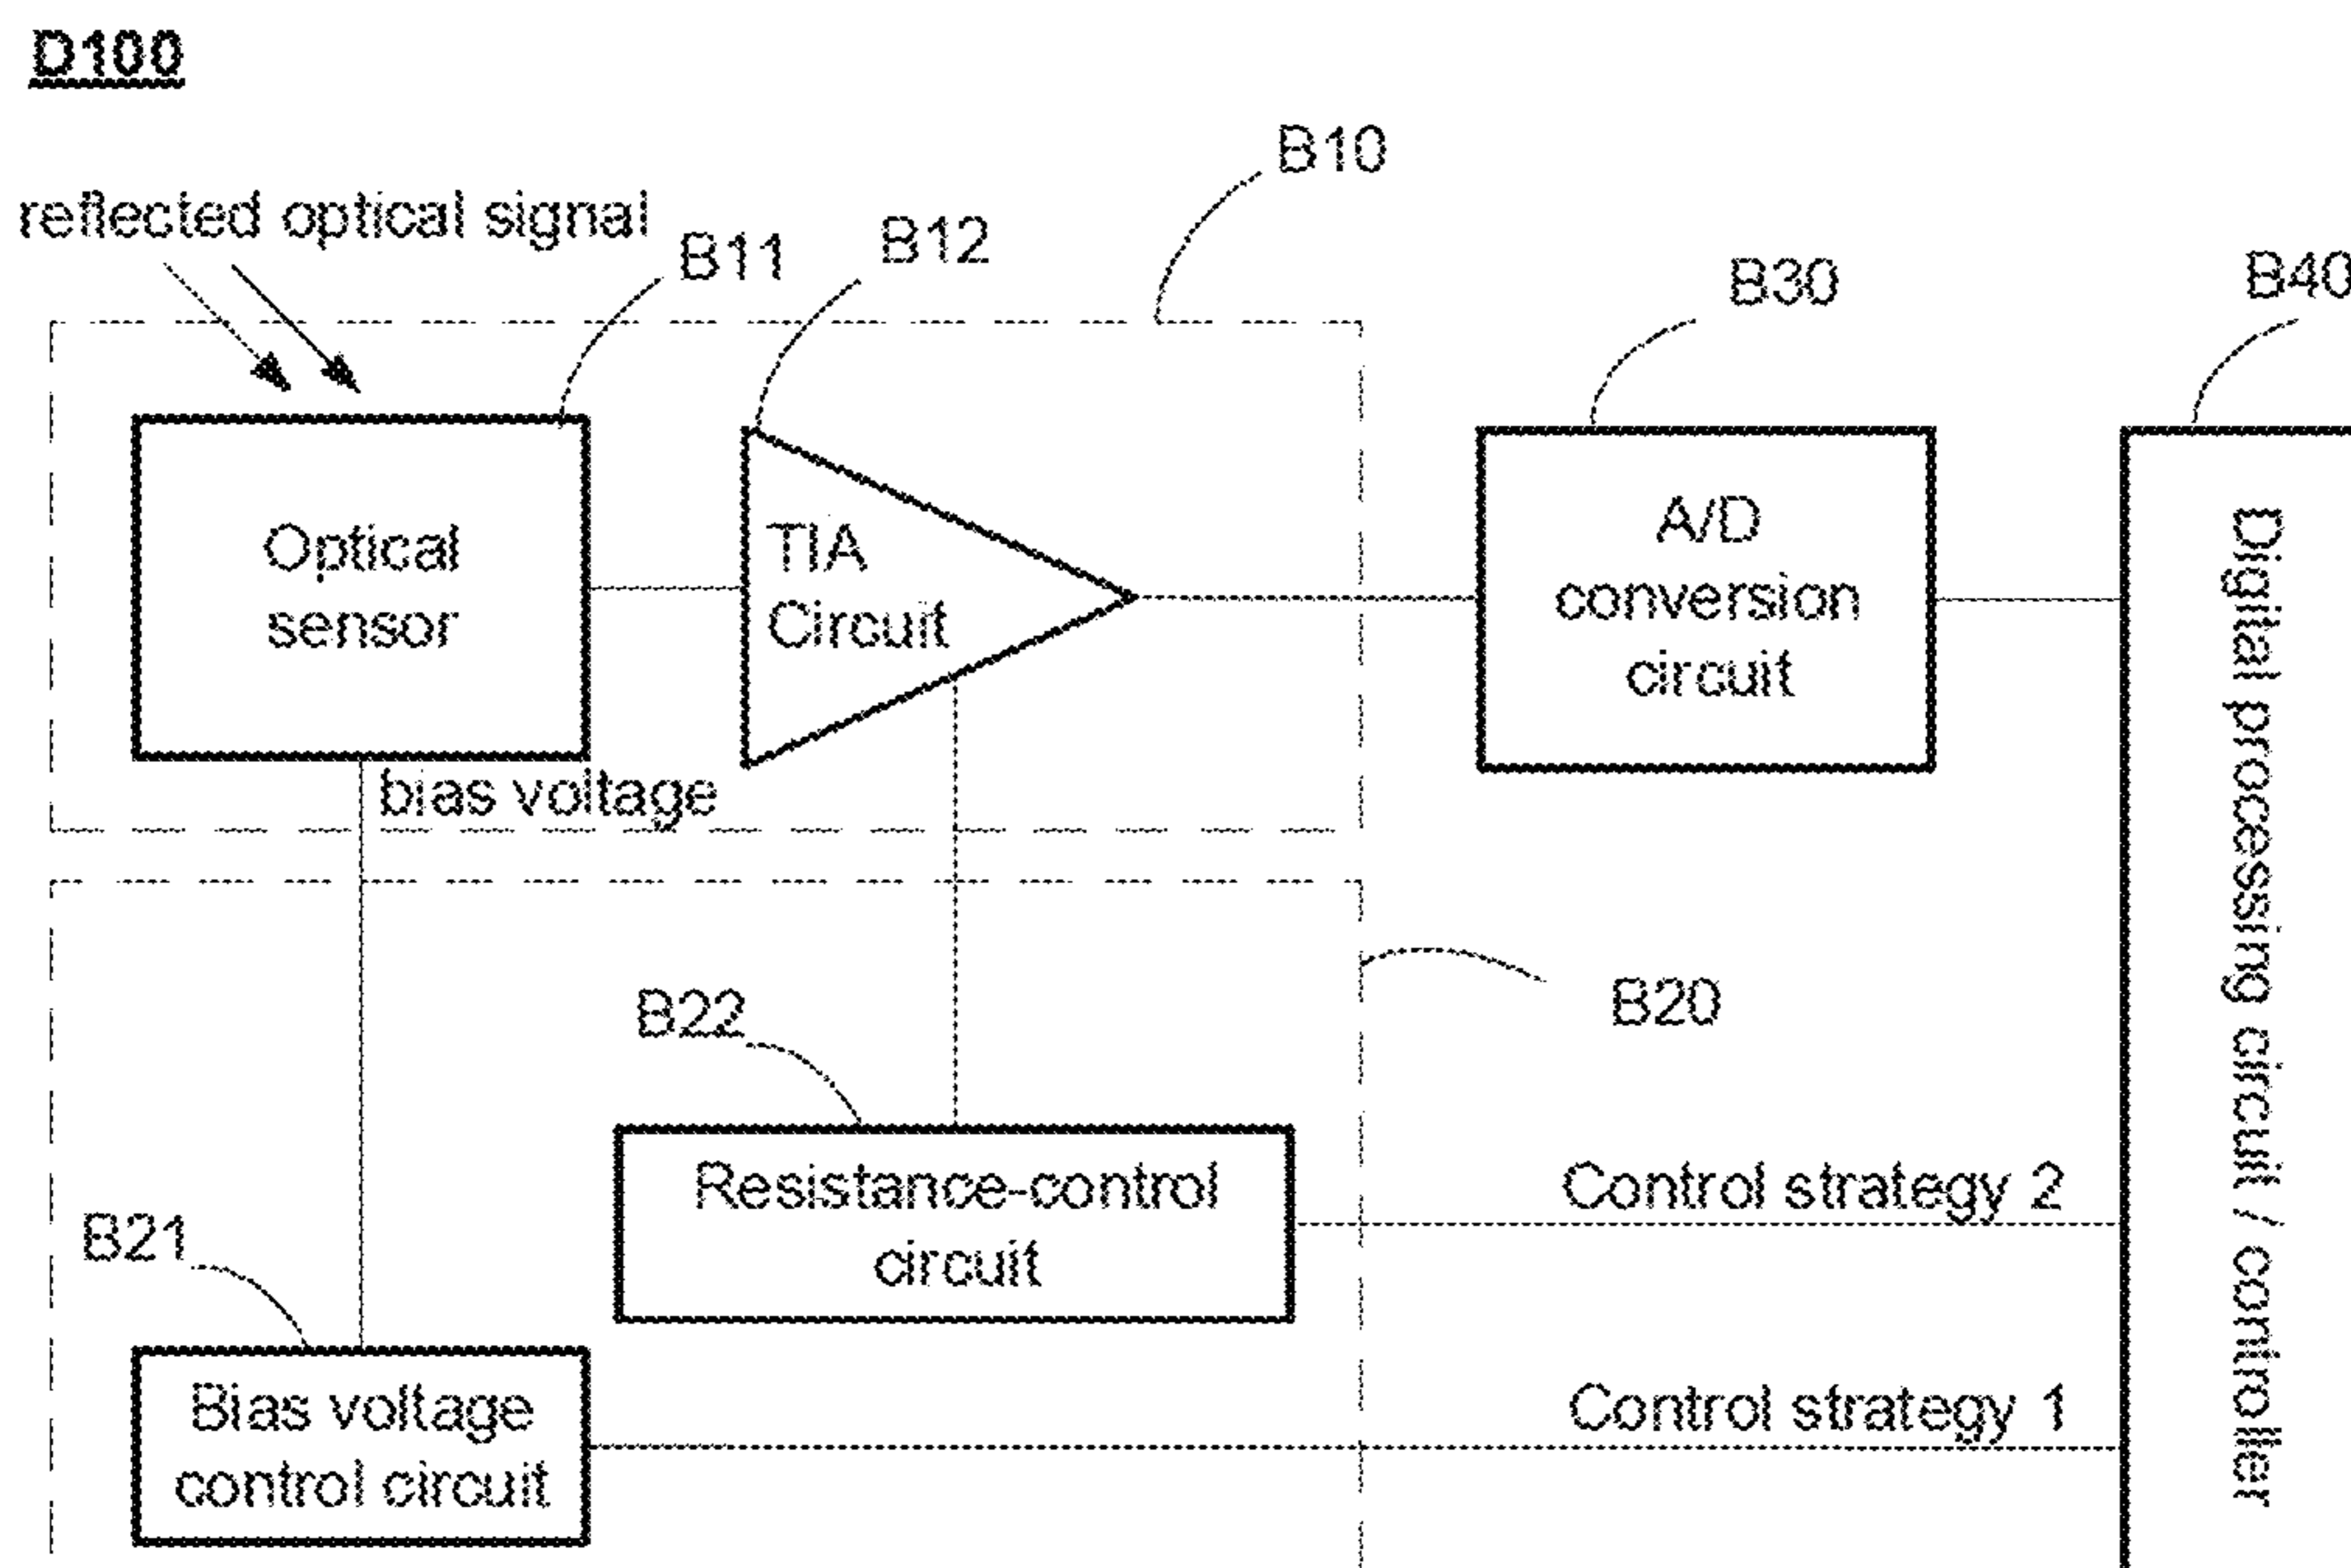 D100
B10
reflected optical signal
B11
B12
B30
B40
Optical
sensor
TIA
Circuit
A/D
conversion
circuit
bias voltage
Digital processing circuit / controller
B20
B22
Resistance-control
circuit
Control strategy 2
B21
Bias voltage
control circuit
Control strategy 1